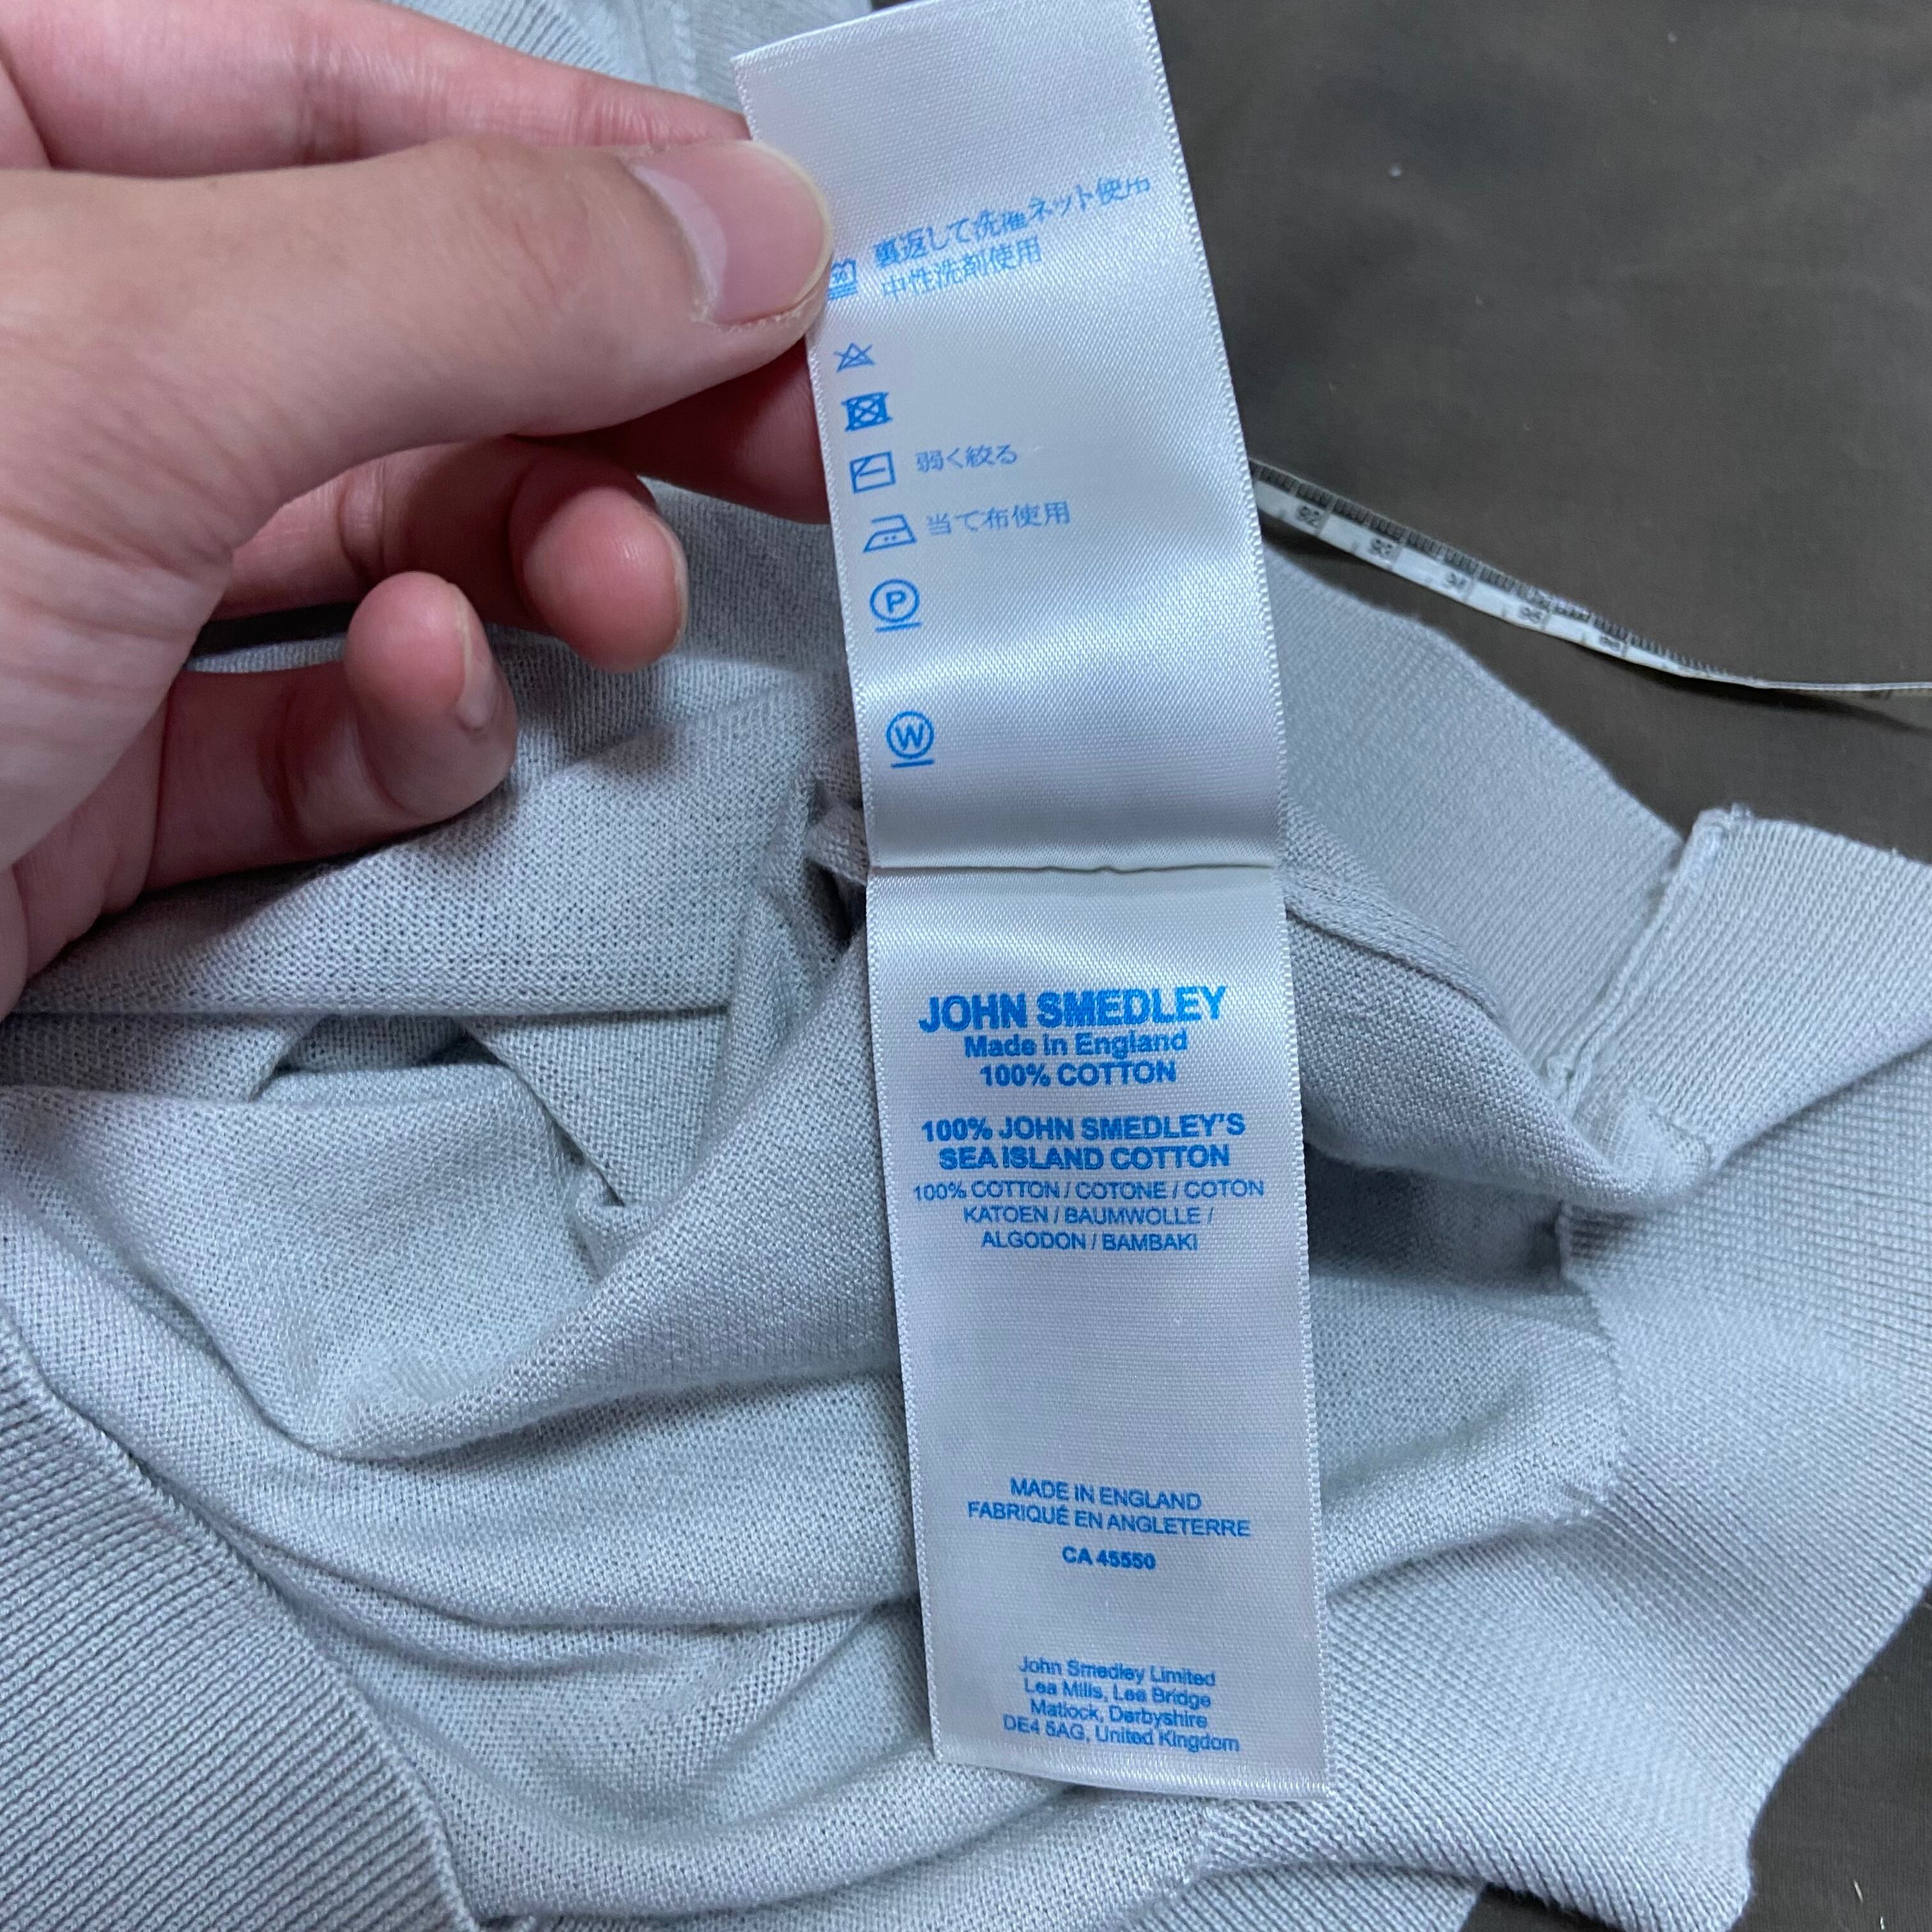 30 裏返して洗濯ネット使用
中性洗剤使用
弱く絞る
当て布使用
P
W
JOHN SMEDLEY
Made in England
100% COTTON
100% JOHN SMEDLEY'S
SEA ISLAND COTTON
100% COTTON / COTONE / COTON
KATOEN / BAUMWOLLE /
ALGODON / BAMBAKI
MADE IN ENGLAND
FABRIQUÉ EN ANGLETERRE
CA 45550
John Smedley Limited
Lea Mills, Lea Bridge
Matlock, Derbyshire
DE4 5AG, United Kingdom